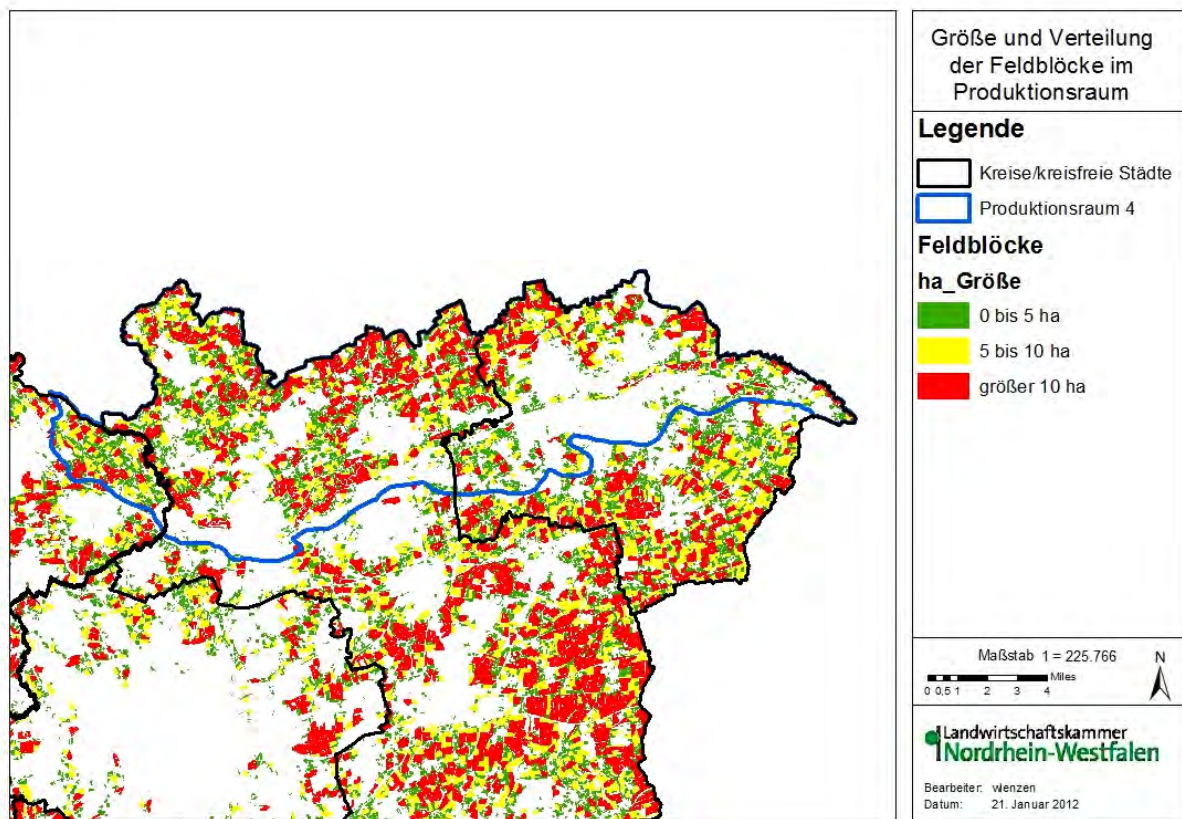 Größe und Verteilung
der Feldblöcke im
Produktionsraum
Legende
Kreise/kreisfreie Städte
Produktionsraum 4
Feldblöcke
ha_Größe
0 bis 5 ha
5 bis 10 ha
größer 10 ha
Maßstab 1 = 225.766
N
Miles
0 0,5 1 2 3 4
Landwirtschaftskammer
Nordrhein-Westfalen
Bearbeiter: wienzen
Datum: 21. Januar 2012